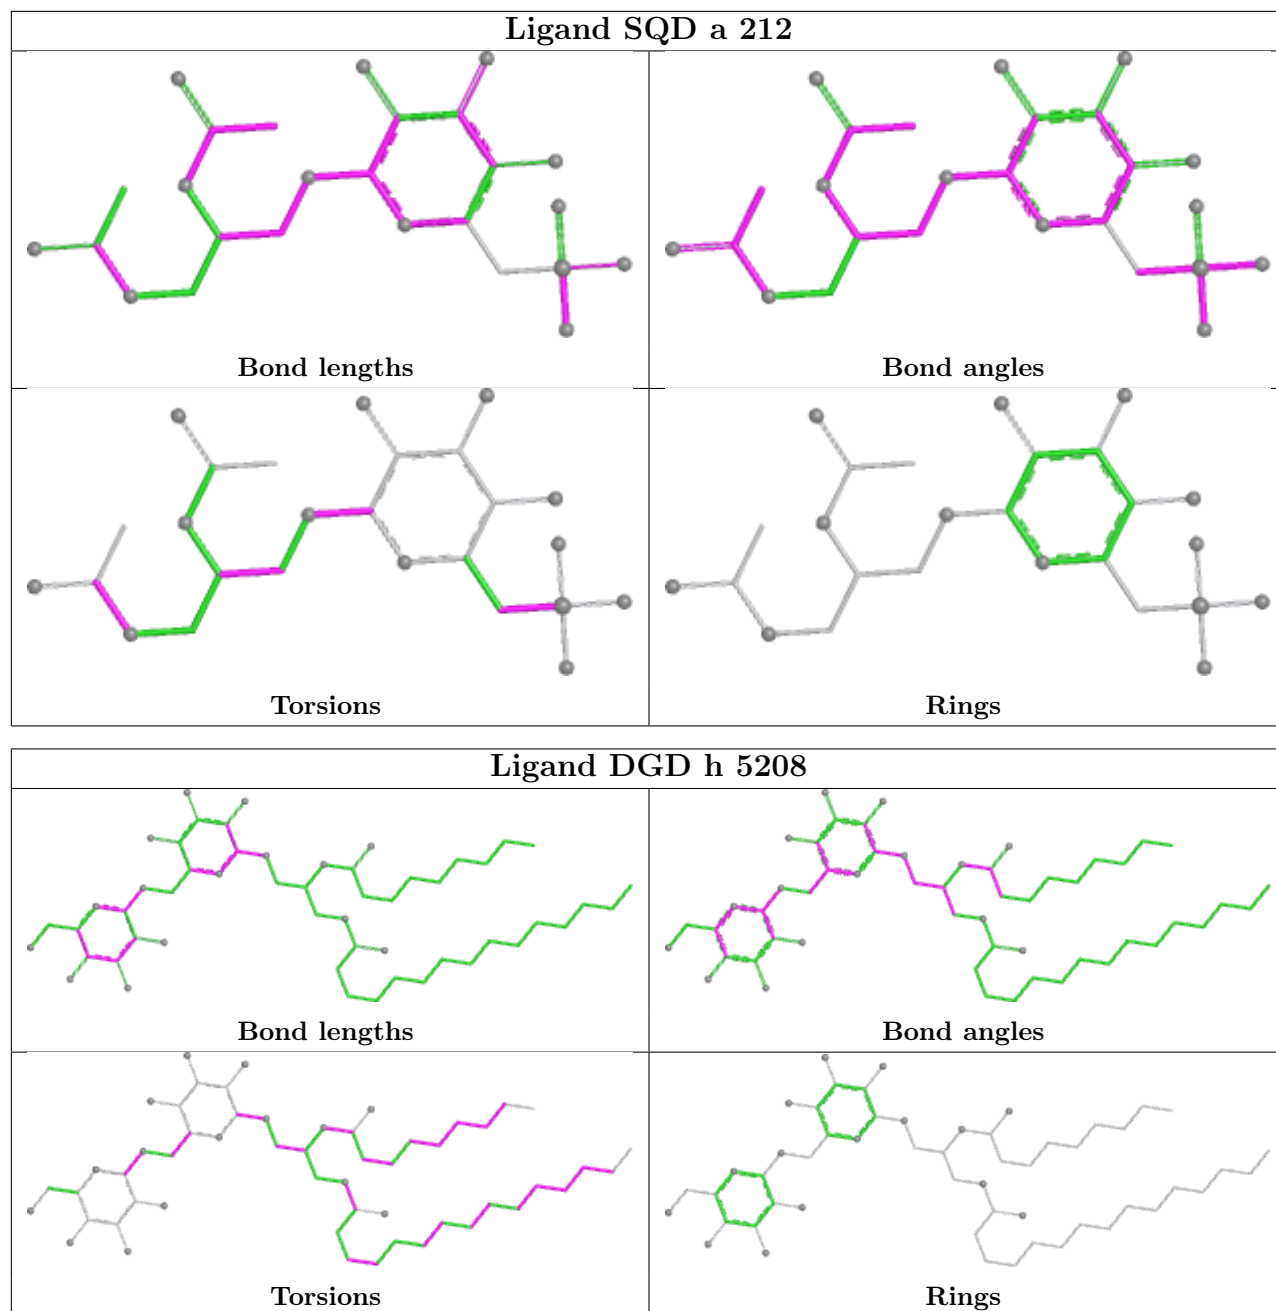 Ligand SQD a 212
Bond lengths
Bond angles
Torsions
Rings
Ligand DGD h 5208
Bond lengths
Bond angles
Torsions
Rings